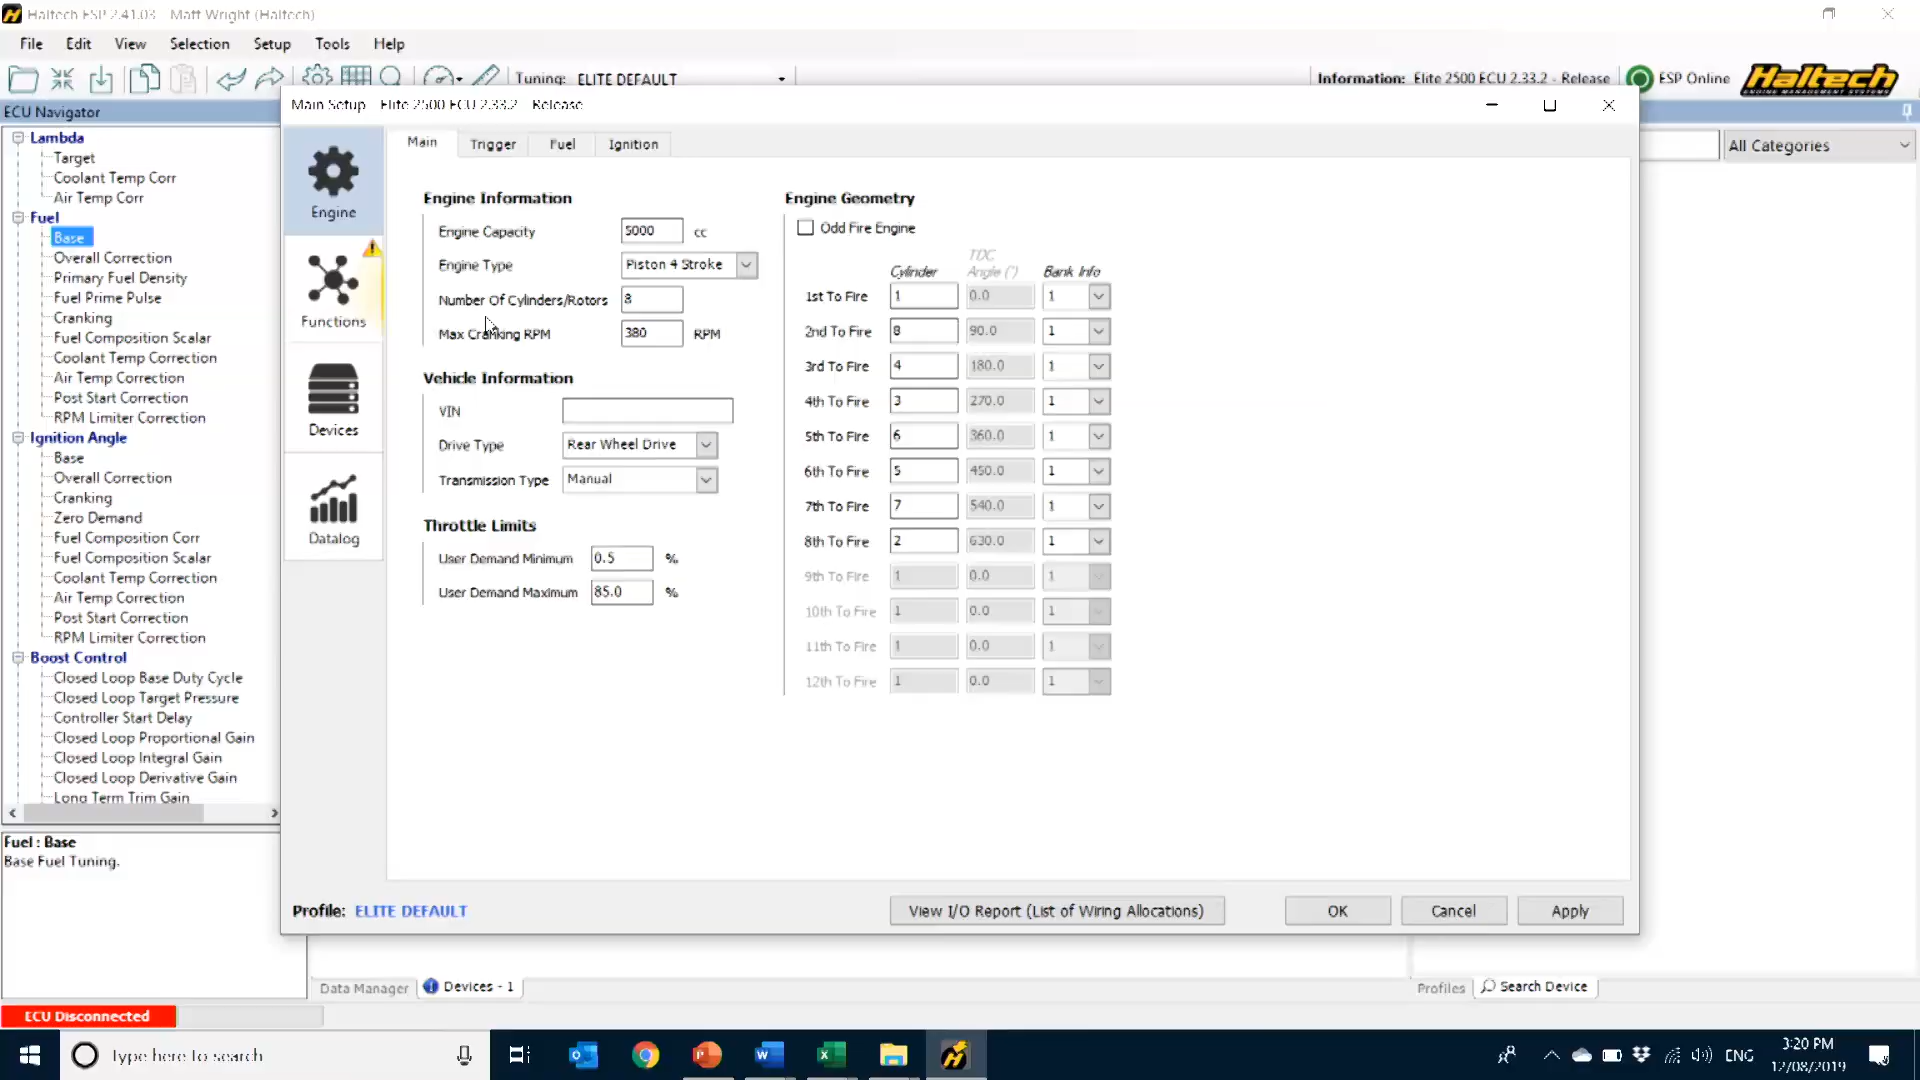 Haltech ESP 2.41.03 - Matt Wright (Haltech)
File Edit View Selection Setup Tools Help
Tuning: ELITE DEFAULT Information: Elite 2500 ECU 2.33.2 - Release ESP Online Haltech
ENGINE MANAGEMENT SYSTEMS
ECU Navigator
Lambda
Target
Coolant Temp Corr
Air Temp Corr
Fuel
Base
Overall Correction
Primary Fuel Density
Fuel Prime Pulse
Cranking
Fuel Composition Scalar
Coolant Temp Correction
Air Temp Correction
Post Start Correction
RPM Limiter Correction
Ignition Angle
Base
Overall Correction
Cranking
Zero Demand
Fuel Composition Corr
Fuel Composition Scalar
Coolant Temp Correction
Air Temp Correction
Post Start Correction
RPM Limiter Correction
Boost Control
Closed Loop Base Duty Cycle
Closed Loop Target Pressure
Controller Start Delay
Closed Loop Proportional Gain
Closed Loop Integral Gain
Closed Loop Derivative Gain
Long Term Trim Gain
Fuel : Base
Base Fuel Tuning.
ECU Disconnected
Main Setup - Elite 2500 ECU 2.33.2 - Release
Engine
Functions
Devices
Datalog
Main Trigger Fuel Ignition
Engine Information
Engine Capacity 5000 cc
Engine Type Piston 4 Stroke
Number Of Cylinders/Rotors 8
Max Cranking RPM 380 RPM
Vehicle Information
VIN
Drive Type Rear Wheel Drive
Transmission Type Manual
Throttle Limits
User Demand Minimum 0.5 %
User Demand Maximum 85.0 %
Engine Geometry
Odd Fire Engine
Cylinder TDC Angle (°) Bank Info
1st To Fire 1 0.0 1
2nd To Fire 8 90.0 1
3rd To Fire 4 180.0 1
4th To Fire 3 270.0 1
5th To Fire 6 360.0 1
6th To Fire 5 450.0 1
7th To Fire 7 540.0 1
8th To Fire 2 630.0 1
9th To Fire 1 0.0 1
10th To Fire 1 0.0 1
11th To Fire 1 0.0 1
12th To Fire 1 0.0 1
Profile: ELITE DEFAULT View I/O Report (List of Wiring Allocations) OK Cancel Apply
All Categories
Data Manager Devices - 1 Profiles Search Device
Type here to search
ENG 3:20 PM
12/08/2019